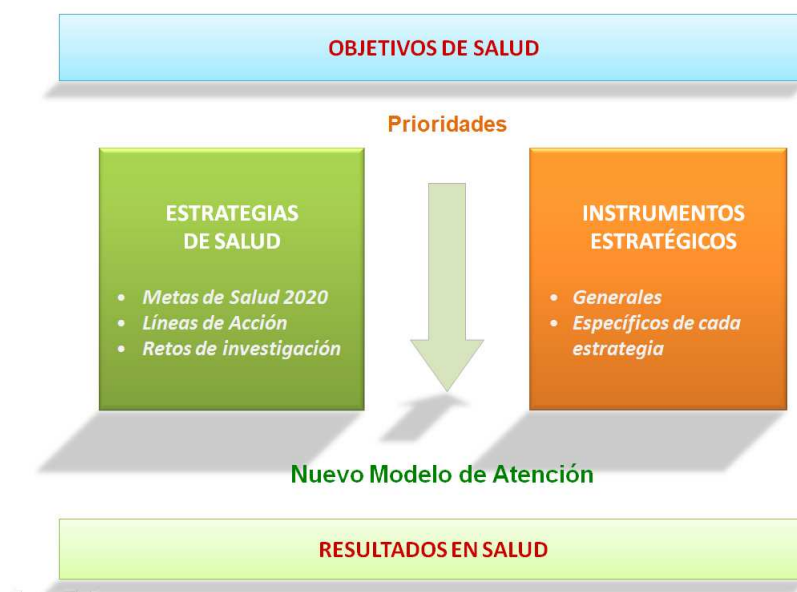 OBJETIVOS DE SALUD
Prioridades
ESTRATEGIAS
DE SALUD
• Metas de Salud 2020
• Líneas de Acción
• Retos de investigación
INSTRUMENTOS
ESTRATÉGICOS
• Generales
• Específicos de cada
estrategia
Nuevo Modelo de Atención
RESULTADOS EN SALUD